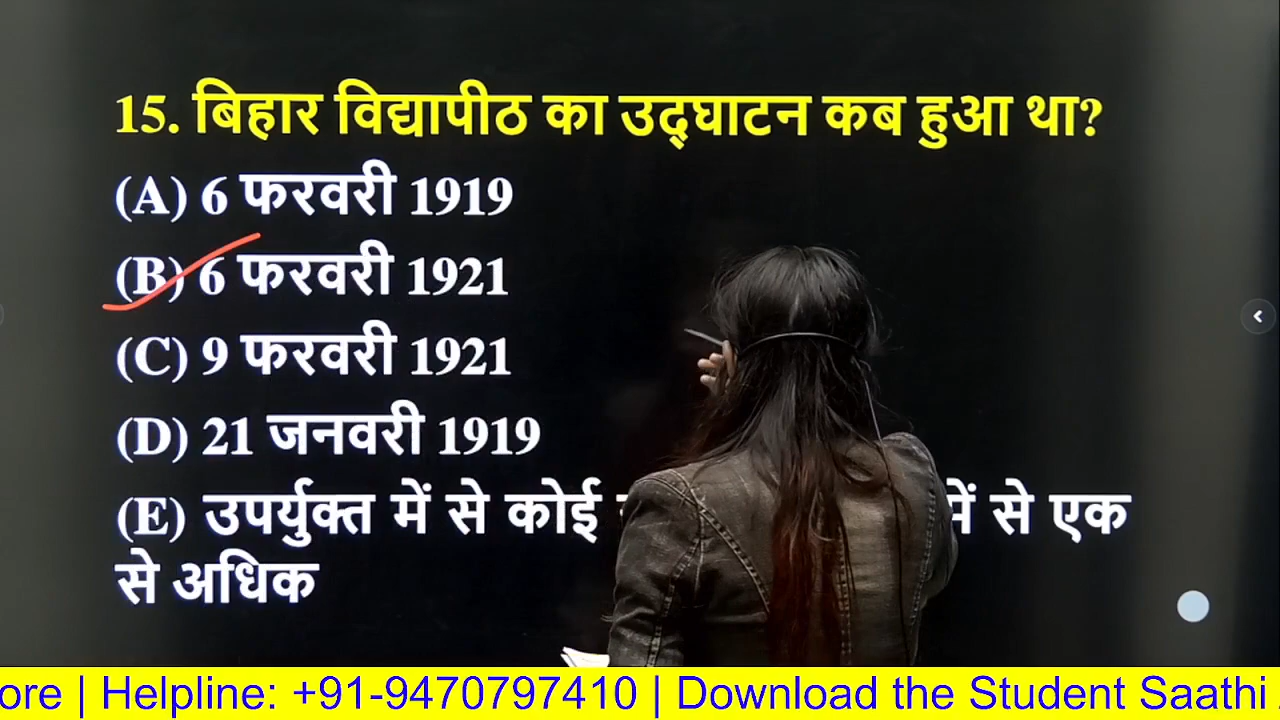 15. बिहार विद्यापीठ का उद्‌घाटन कब हुआ था?
(A) 6 फरवरी 1919
(B) 6 फरवरी 1921
(C) 9 फरवरी 1921
(D) 21 जनवरी 1919
(E) उपर्युक्त में से कोई में से एक
से अधिक
ore | Helpline: +91-9470797410 | Download the Student Saathi